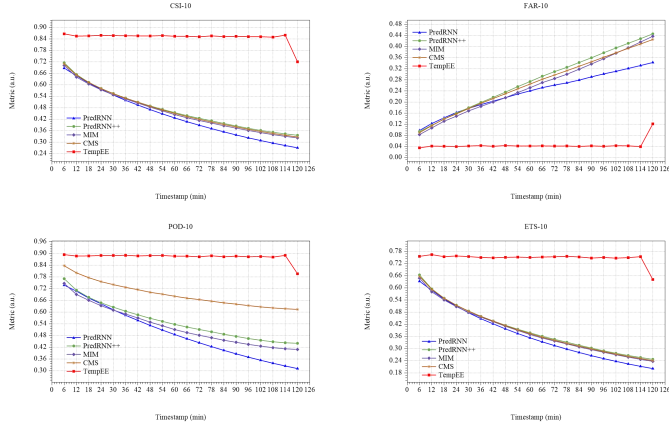 CSI-10
Metric (a.u.)
0.90
0.84
0.78
0.72
0.66
0.60
0.54
0.48
0.42
0.36
0.30
0.24
PredRNN
PredRNN++
MIM
CMS
TempEE
0 6 12 18 24 30 36 42 48 54 60 66 72 78 84 90 96 102 108 114 120 126
Timestamp (min)
FAR-10
Metric (a.u.)
0.48
0.44
0.40
0.36
0.32
0.28
0.24
0.20
0.16
0.12
0.08
0.04
0.00
PredRNN
PredRNN++
MIM
CMS
TempEE
0 6 12 18 24 30 36 42 48 54 60 66 72 78 84 90 96 102 108 114 120 126
Timestamp (min)
POD-10
Metric (a.u.)
0.96
0.90
0.84
0.78
0.72
0.66
0.60
0.54
0.48
0.42
0.36
0.30
PredRNN
PredRNN++
MIM
CMS
TempEE
0 6 12 18 24 30 36 42 48 54 60 66 72 78 84 90 96 102 108 114 120 126
Timestamp (min)
ETS-10
Metric (a.u.)
0.78
0.72
0.66
0.60
0.54
0.48
0.42
0.36
0.30
0.24
0.18
PredRNN
PredRNN++
MIM
CMS
TempEE
0 6 12 18 24 30 36 42 48 54 60 66 72 78 84 90 96 102 108 114 120 126
Timestamp (min)